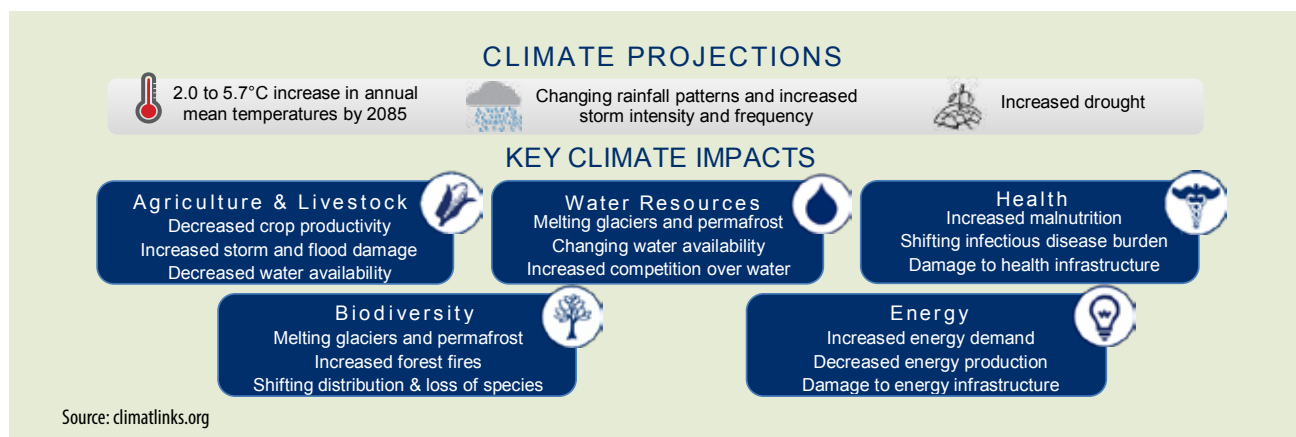 CLIMATE PROJECTIONS
2.0 to 5.7°C increase in annual
mean temperatures by 2085
Changing rainfall patterns and increased
storm intensity and frequency
Increased drought
KEY CLIMATE IMPACTS
Agriculture & Livestock
Decreased crop productivity
Increased storm and flood damage
Decreased water availability
Water Resources
Melting glaciers and permafrost
Changing water availability
Increased competition over water
Health
Increased malnutrition
Shifting infectious disease burden
Damage to health infrastructure
Biodiversity
Melting glaciers and permafrost
Increased forest fires
Shifting distribution & loss of species
Energy
Increased energy demand
Decreased energy production
Damage to energy infrastructure
Source: climatlinks.org